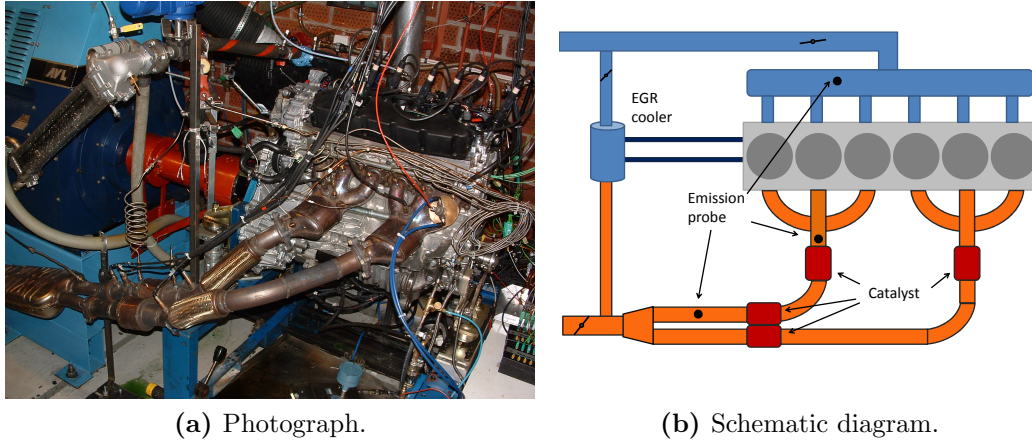 AVL
EGR
cooler
Emission
probe
Catalyst
(a) Photograph.
(b) Schematic diagram.